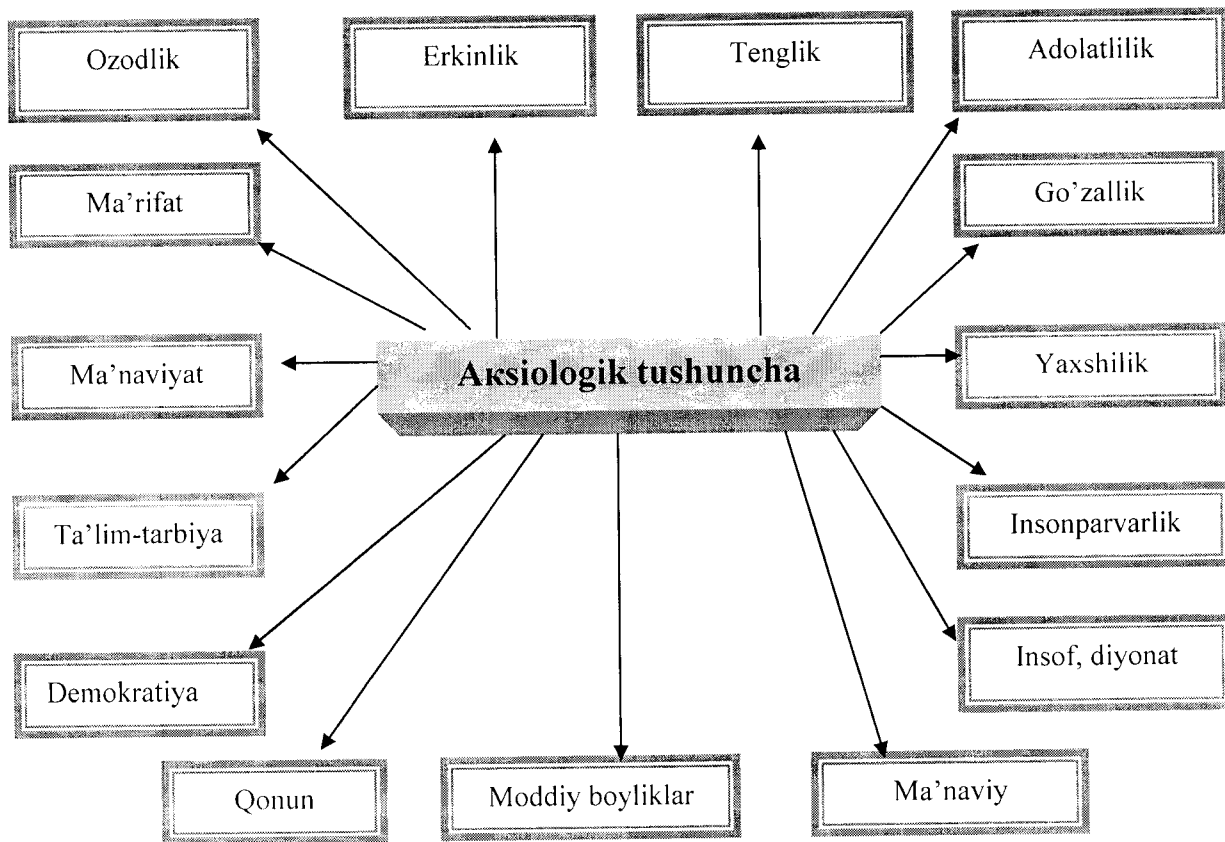 Ozodlik
Erkinlik
Tenglik
Adolatlilik
Ma’rifat
Go’zallik
Ma’naviyat
Aкsiologik tushuncha
Yaxshilik
Ta’lim-tarbiya
Insonparvarlik
Demokratiya
Insof, diyonat
Qonun
Moddiy boyliklar
Ma’naviy